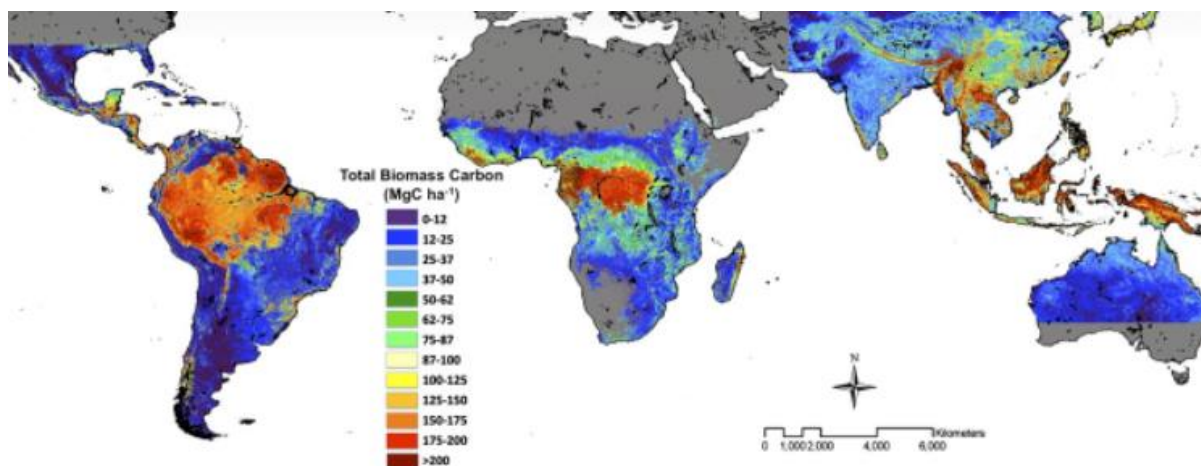 Total Biomass Carbon
(MgC ha⁻¹)
0-12
12-25
25-37
37-50
50-62
62-75
75-87
87-100
100-125
125-150
150-175
175-200
>200
N
Kilometers
0 1,000 2,000 4,000 6,000